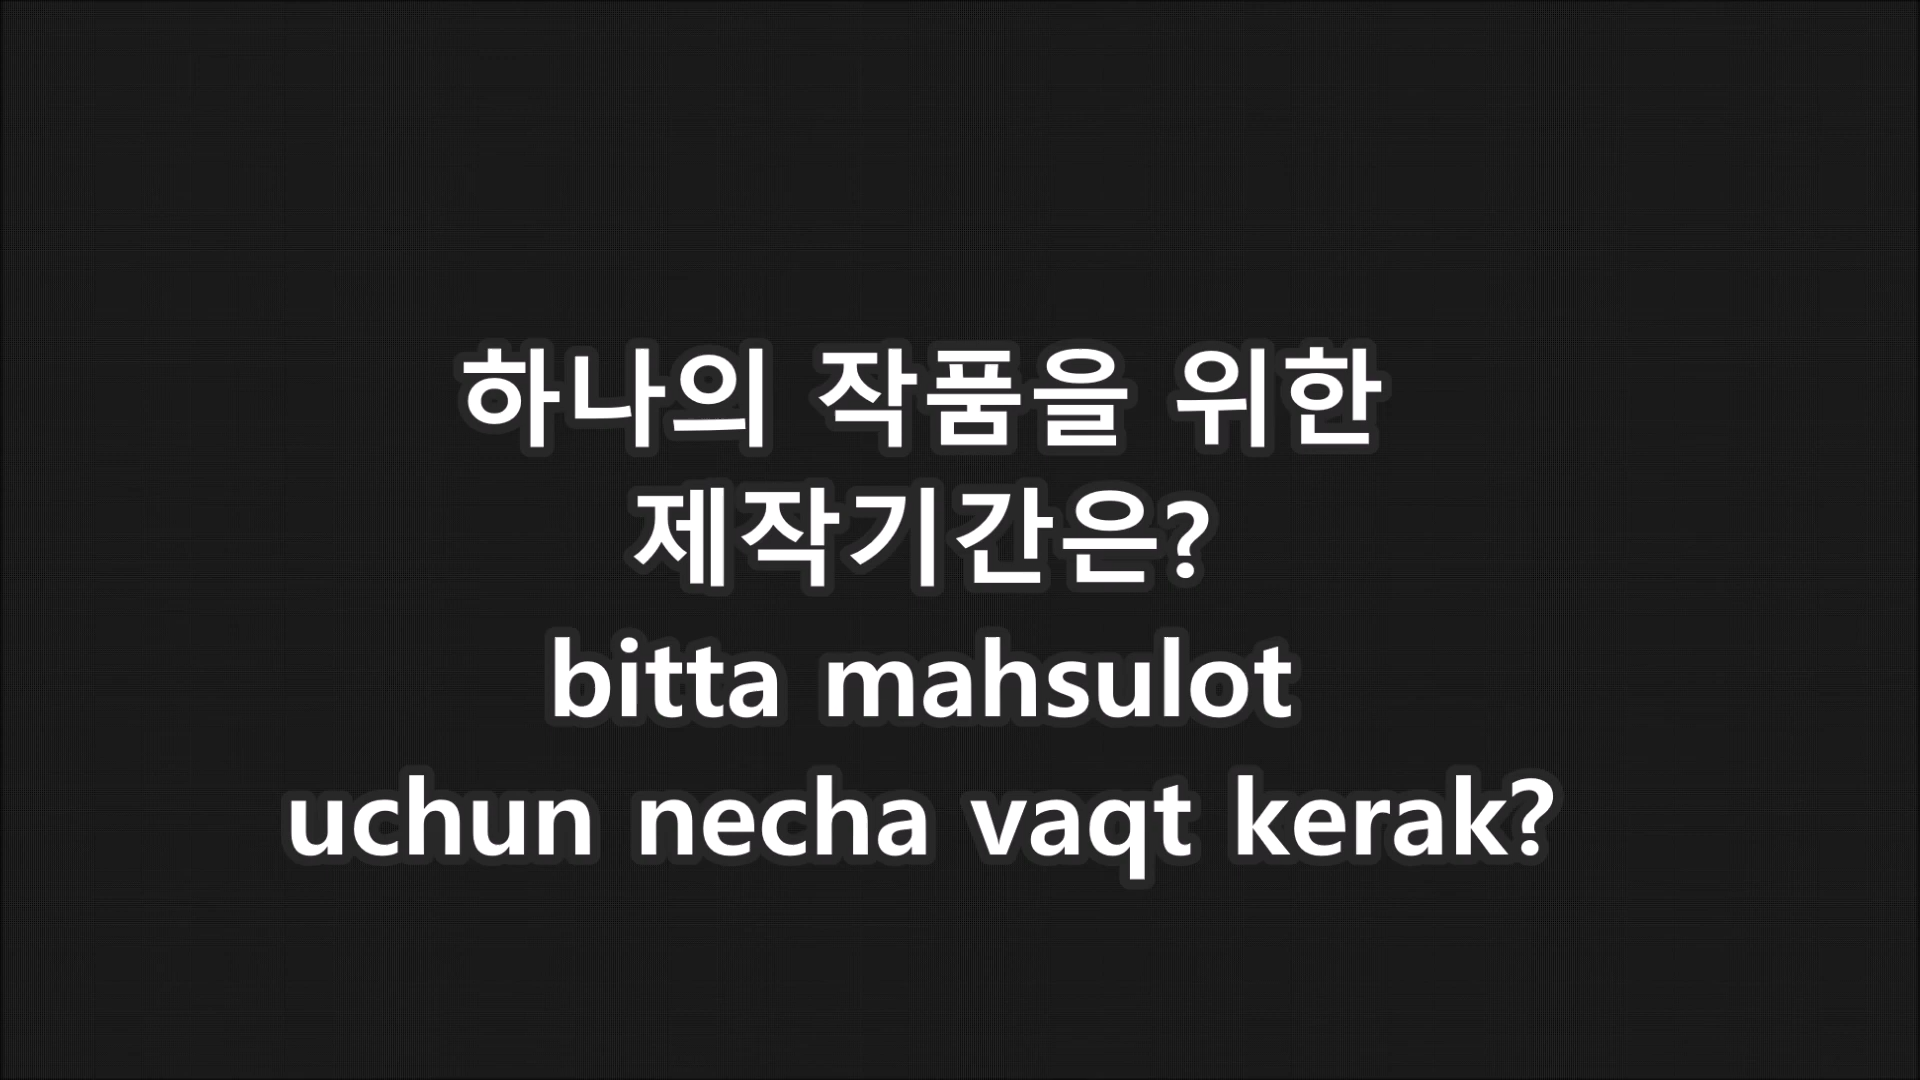 하나의 작품을 위한
제작기간은?
bitta mahsulot
uchun necha vaqt kerak?